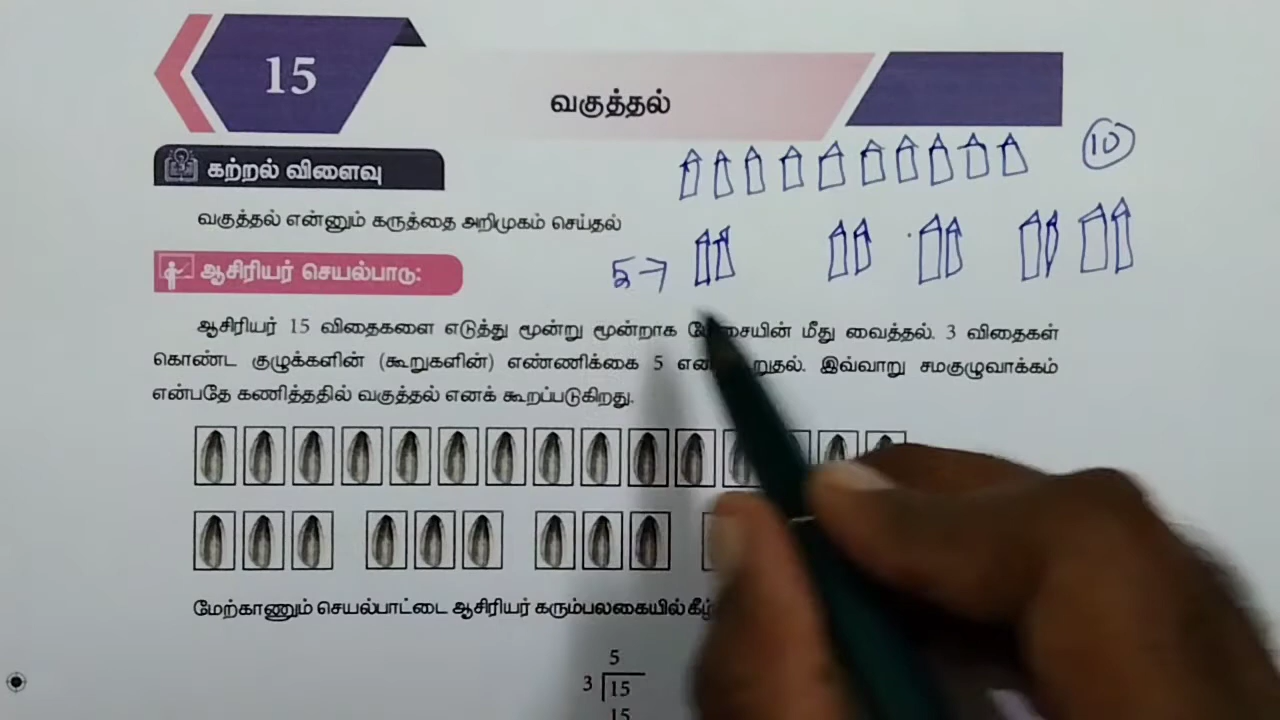 15
வகுத்தல்
10
கற்றல் விளைவு
வகுத்தல் என்னும் கருத்தை அறிமுகம் செய்தல்
5→
ஆசிரியர் செயல்பாடு:
ஆசிரியர் 15 விதைகளை எடுத்து மூன்று மூன்றாக மீது வைத்தல். 3 விதைகள்
கொண்ட குழுக்களின் (கூறுகளின்) எண்ணிக்கை 5 இவ்வாறு சமகுழுவாக்கம்
என்பதே கணித்ததில் வகுத்தல் எனக் கூறப்படுகிறது.
மேற்காணும் செயல்பாட்டை ஆசிரியர் கரும்பலகையில்
5
3 15
15